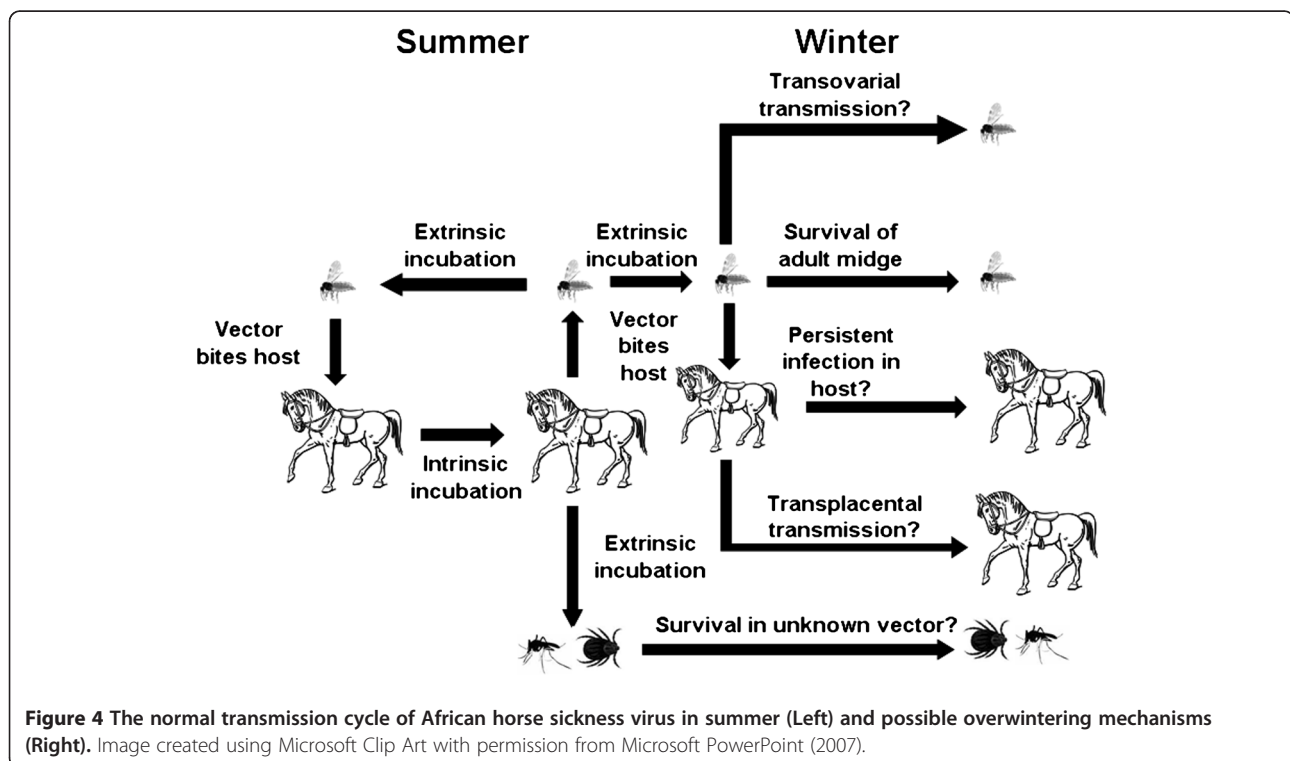 Summer
Winter
Transovarial
transmission?
Extrinsic
incubation
Extrinsic
incubation
Survival of
adult midge
Vector
bites host
Vector
bites
host
Persistent
infection in
host?
Intrinsic
incubation
Transplacental
transmission?
Extrinsic
incubation
Survival in unknown vector?
Figure 4 The normal transmission cycle of African horse sickness virus in summer (Left) and possible overwintering mechanisms
(Right). Image created using Microsoft Clip Art with permission from Microsoft PowerPoint (2007).